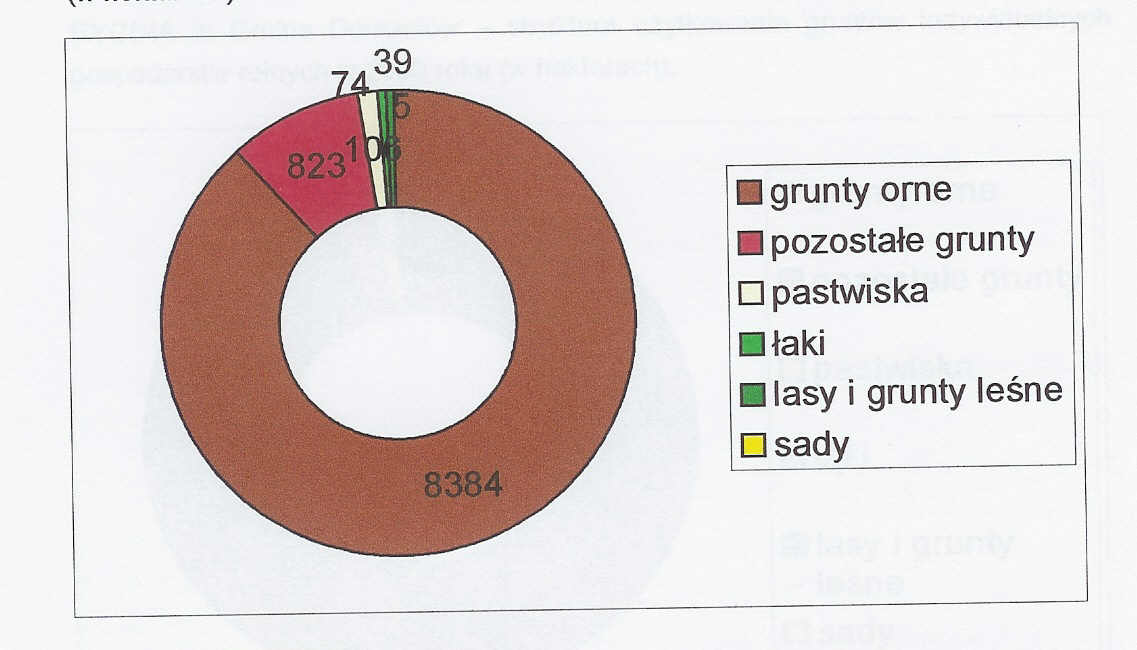 39
74
5
106
823
8384
grunty orne
pozostałe grunty
pastwiska
łaki
lasy i grunty leśne
sady